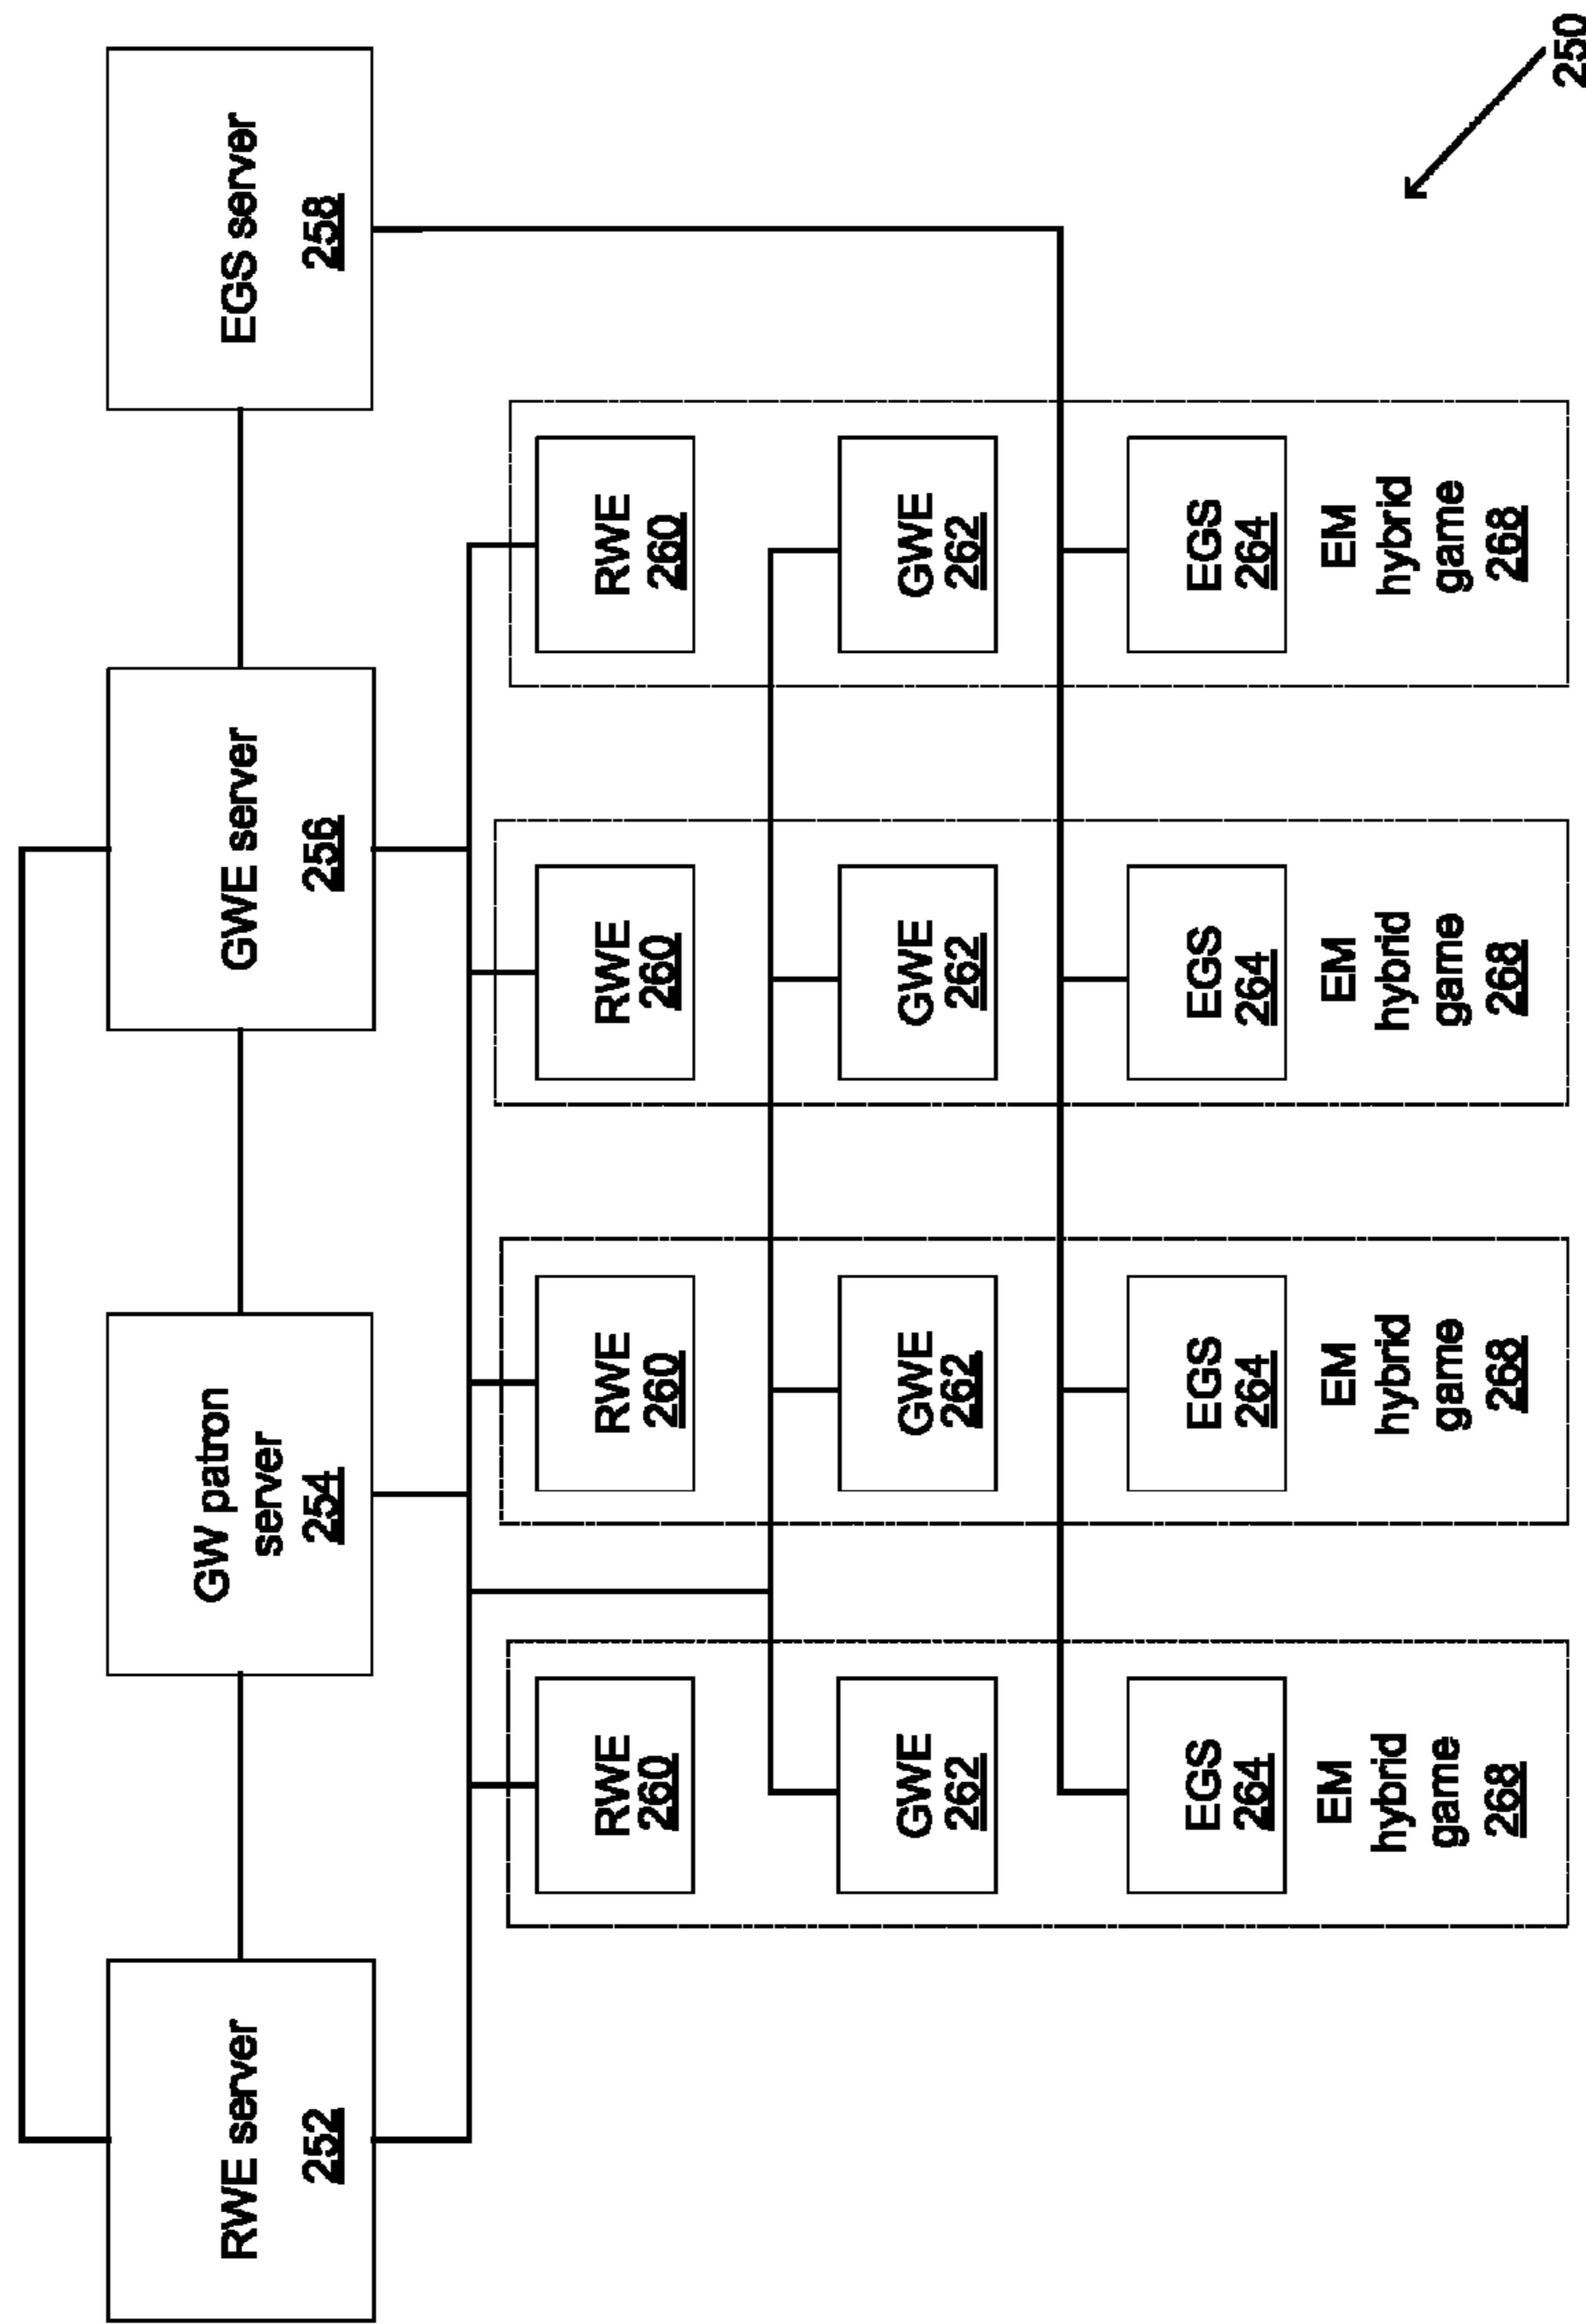 RWE server
252
GW patron
server
254
GWE server
256
EGS server
258
RWE
260
RWE
260
RWE
260
RWE
260
GWE
262
GWE
262
GWE
262
GWE
262
EGS
264
EGS
264
EGS
264
EGS
264
EM
hybrid
game
268
EM
hybrid
game
268
EM
hybrid
game
268
EM
hybrid
game
268
250